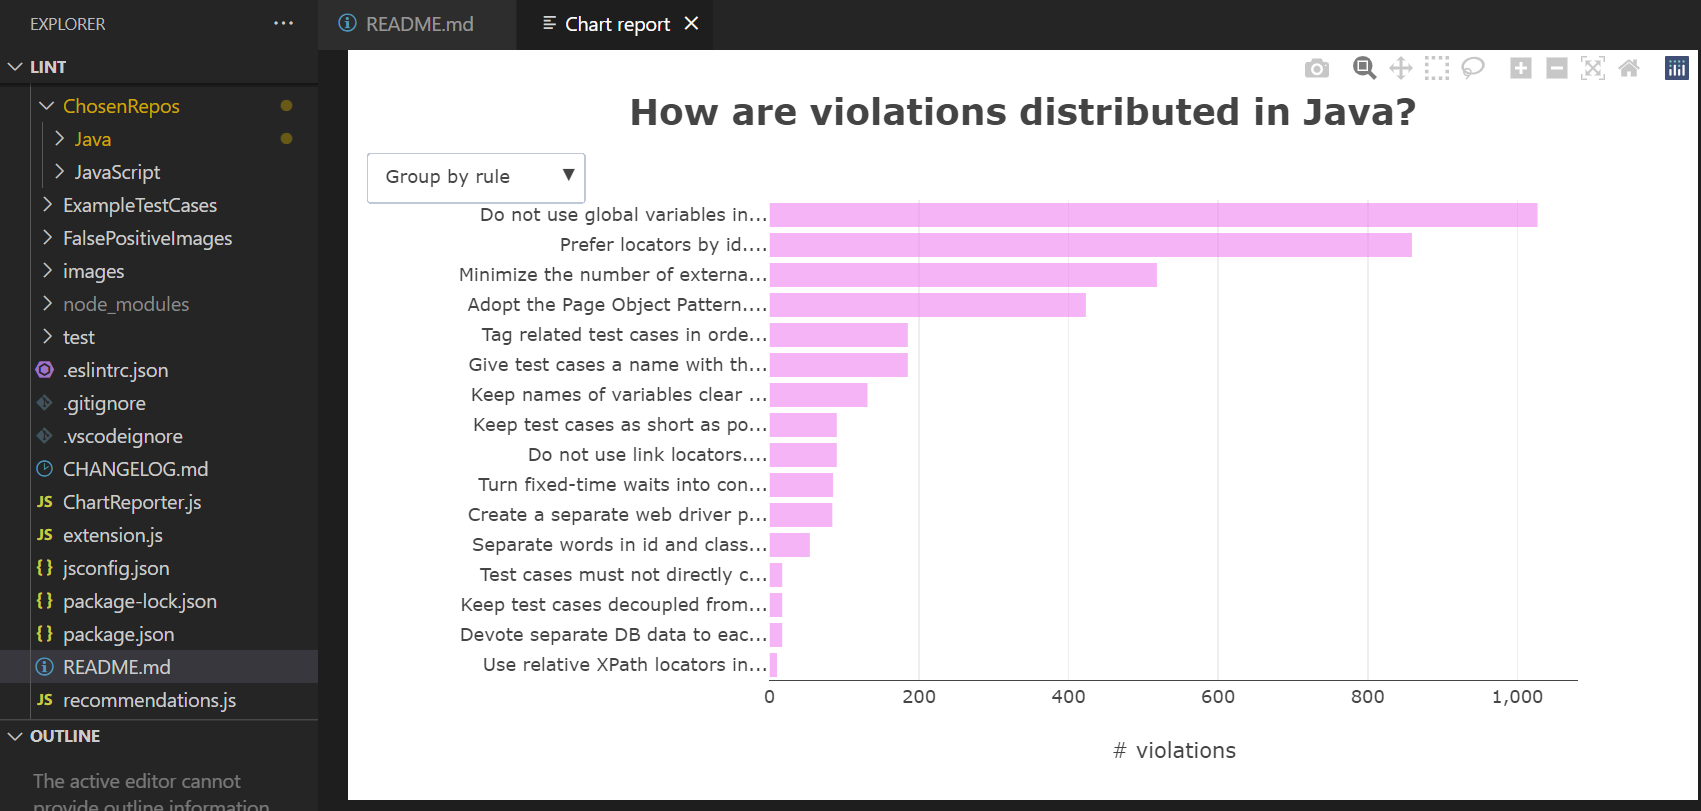 EXPLORER
LINT
ChosenRepos
Java
JavaScript
ExampleTestCases
FalsePositiveImages
images
node_modules
test
.eslintrc.json
.gitignore
.vscodeignore
CHANGELOG.md
JS ChartReporter.js
JS extension.js
{} jsconfig.json
{} package-lock.json
{} package.json
README.md
JS recommendations.js
OUTLINE
The active editor cannot
provide outline information
README.md
Chart report
How are violations distributed in Java?
Group by rule
Do not use global variables in...
Prefer locators by id....
Minimize the number of externa...
Adopt the Page Object Pattern....
Tag related test cases in orde...
Give test cases a name with th...
Keep names of variables clear ...
Keep test cases as short as po...
Do not use link locators....
Turn fixed-time waits into con...
Create a separate web driver p...
Separate words in id and class...
Test cases must not directly c...
Keep test cases decoupled from...
Devote separate DB data to eac...
Use relative XPath locators in...
0 200 400 600 800 1,000
# violations